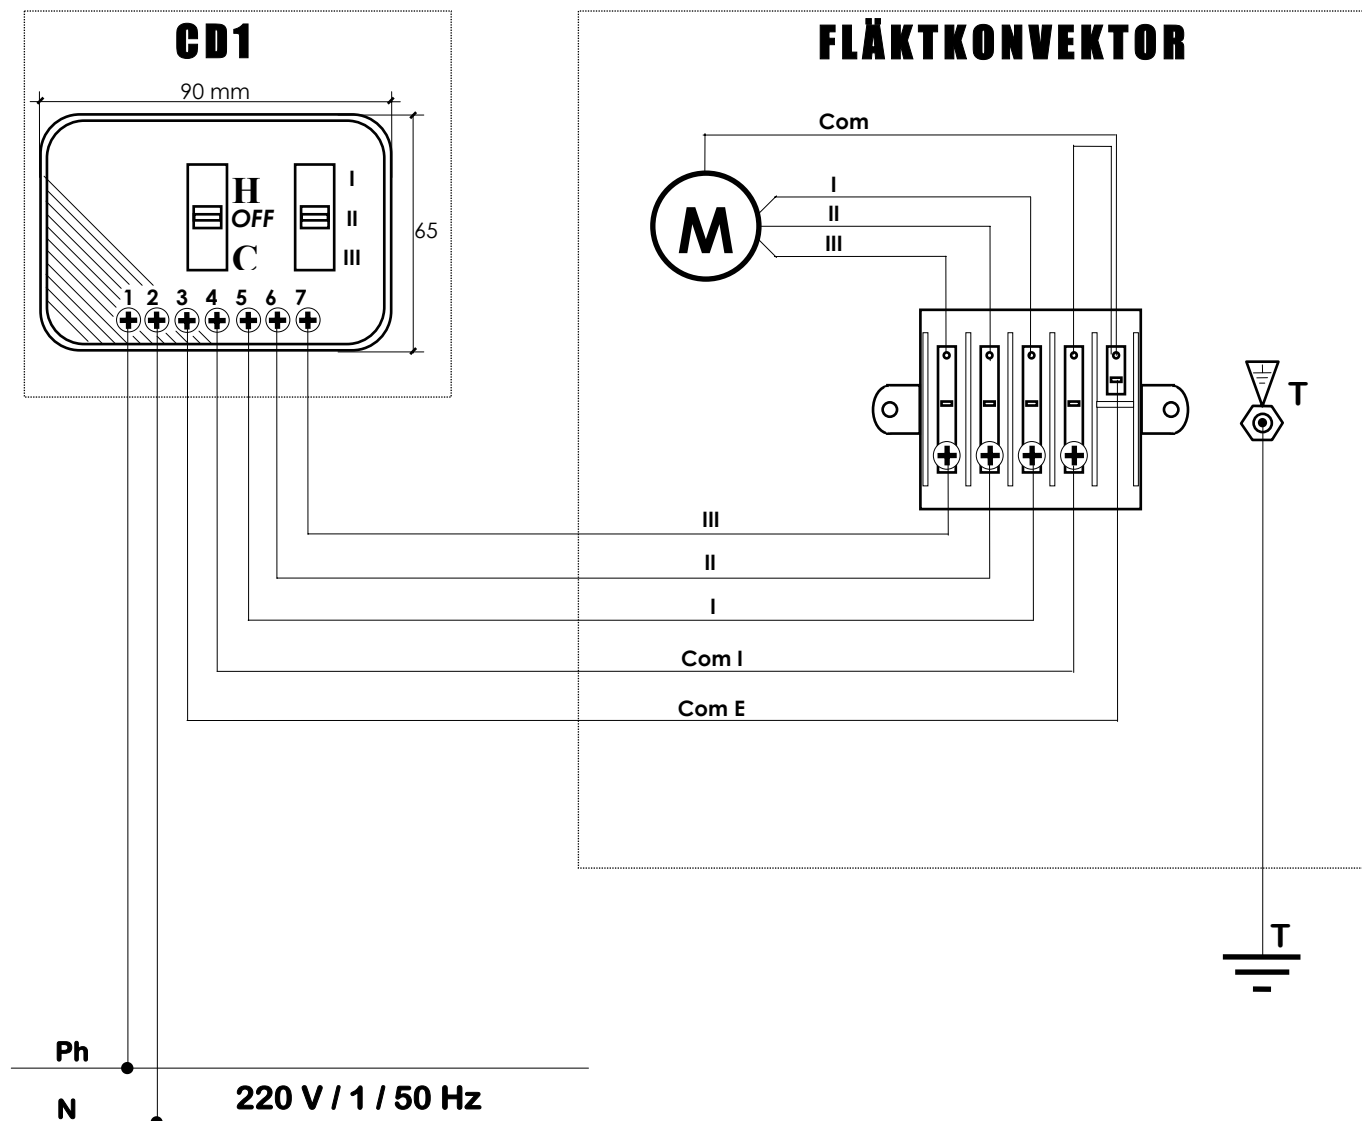 CD1
FLÄKTKONVEKTOR
90 mm
65
H
OFF
C
I
II
III
1 2 3 4 5 6 7
Com
I
II
III
M
T
III
II
I
Com I
Com E
T
Ph
N
220 V / 1 / 50 Hz